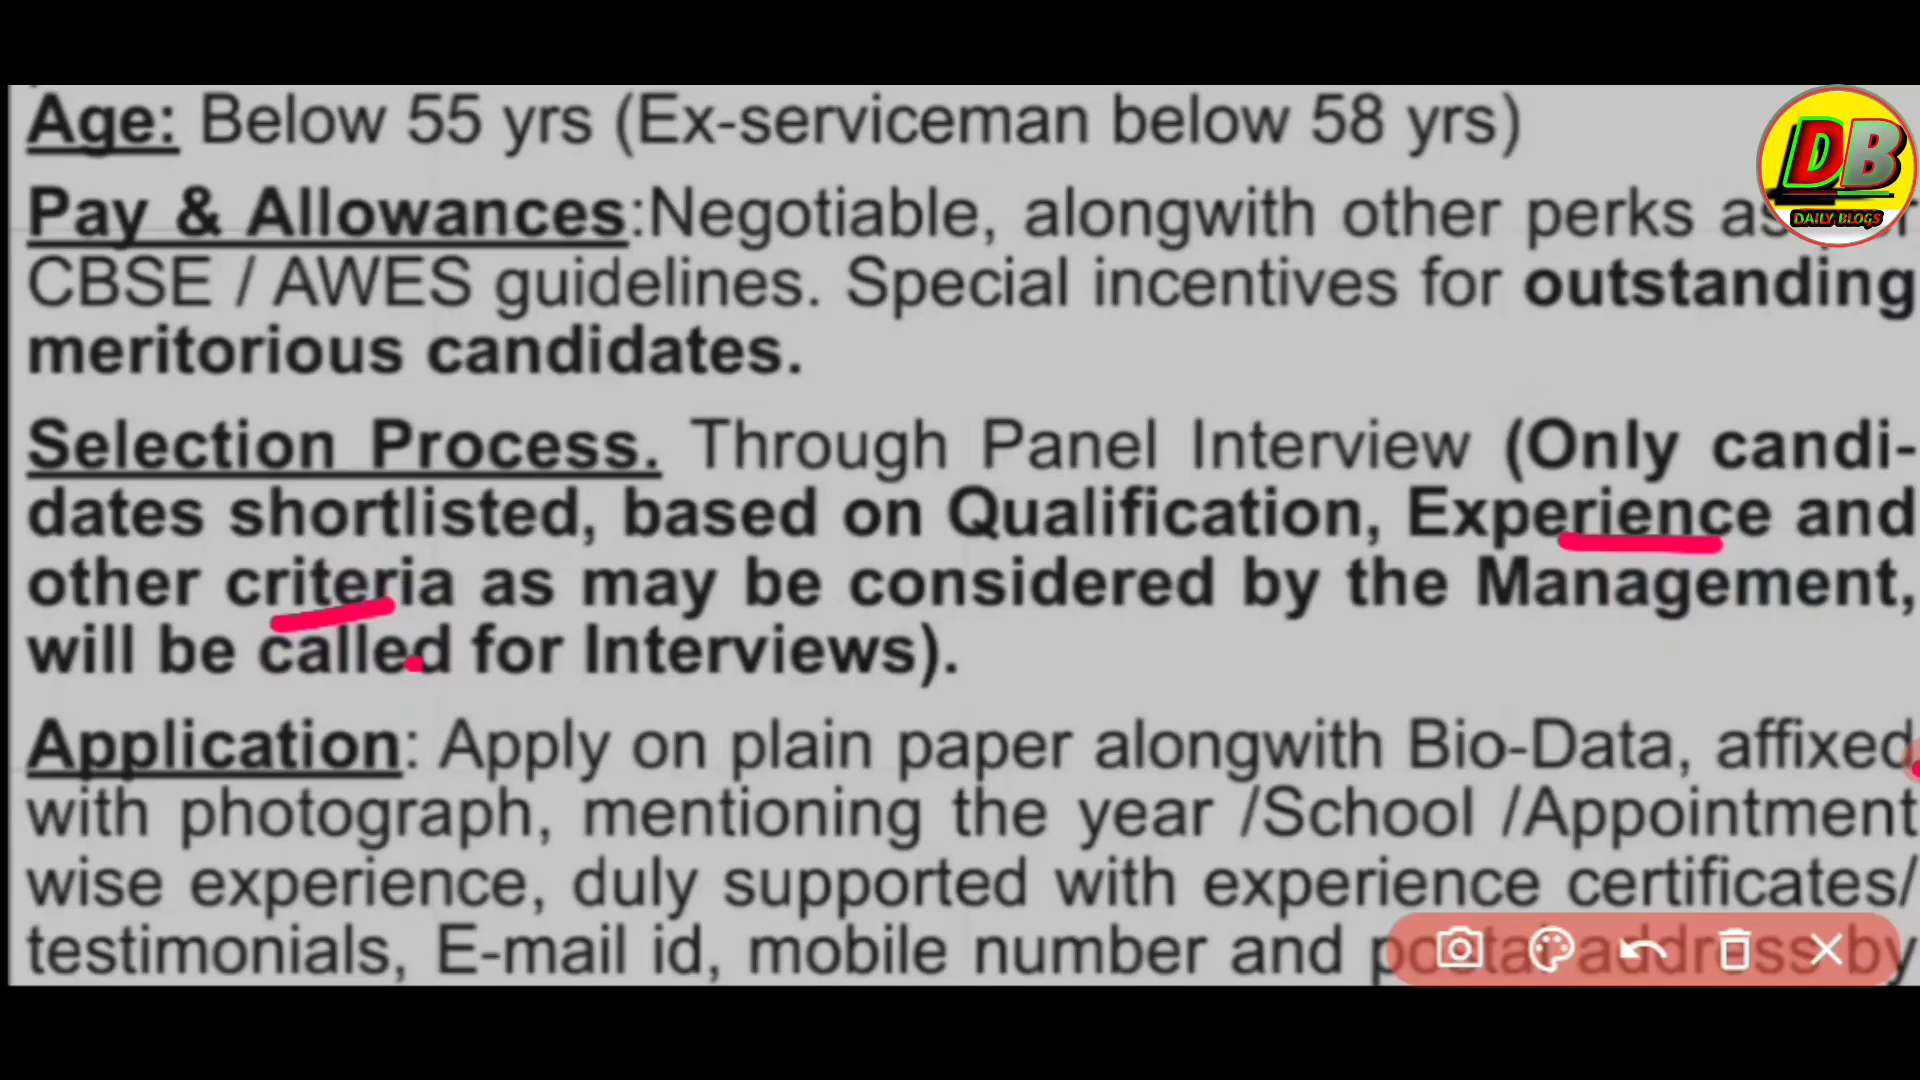 Age: Below 55 yrs (Ex-serviceman below 58 yrs)
Pay & Allowances:Negotiable, alongwith other perks as
CBSE / AWES guidelines. Special incentives for outstanding
meritorious candidates.
Selection Process. Through Panel Interview (Only candi-
dates shortlisted, based on Qualification, Experience and
other criteria as may be considered by the Management,
will be called for Interviews).
Application: Apply on plain paper alongwith Bio-Data, affixed
with photograph, mentioning the year /School /Appointment
wise experience, duly supported with experience certificates/
testimonials, E-mail id, mobile number and postal address by
DB
DAILY BLOGS